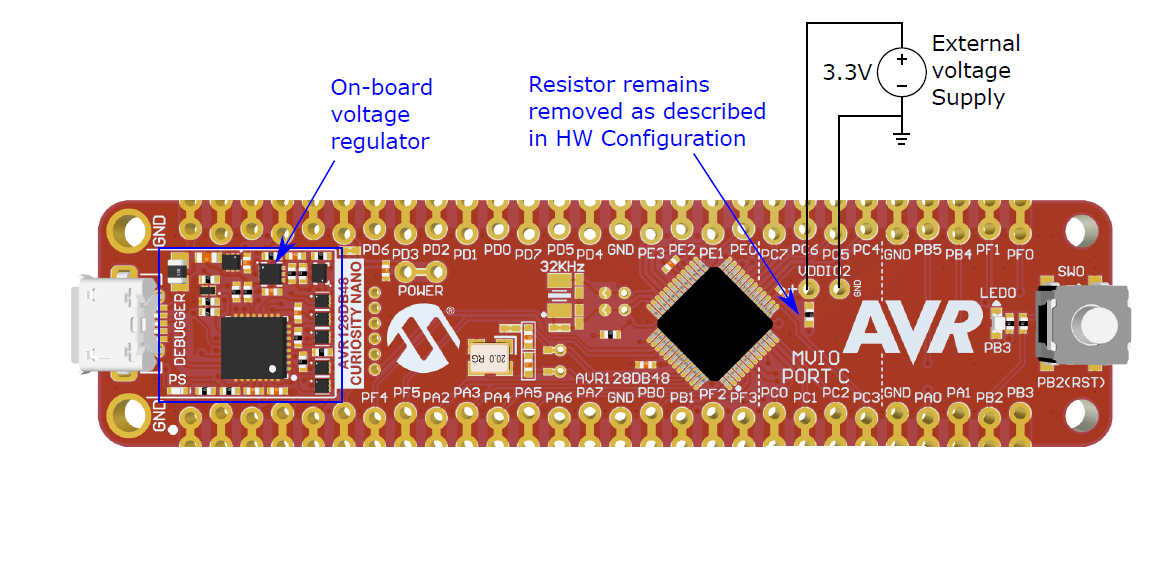 External
voltage
Supply
3.3V
+
−
On-board
voltage
regulator
Resistor remains
removed as described
in HW Configuration
GND
PD6
PD3
PD2
PD1
PD0
PD7
PD5
PD4
GND
PE3
PE2
PE1
PE0
PC7
PC6
PC5
PC4
GND
PB5
PB4
PF1
PF0
32KHz
VDDIO2
+
GND
POWER
SW0
LED0
DEBUGGER
AVR128DB48
CURIOSITY NANO
®
AVR
PB3
20.0 RG
MVIO
PORT C
AVR128DB48
PS
PB2(RST)
GND
PF4
PF5
PA2
PA3
PA4
PA5
PA6
PA7
GND
PB0
PB1
PF2
PF3
PC0
PC1
PC2
PC3
GND
PA0
PA1
PB2
PB3